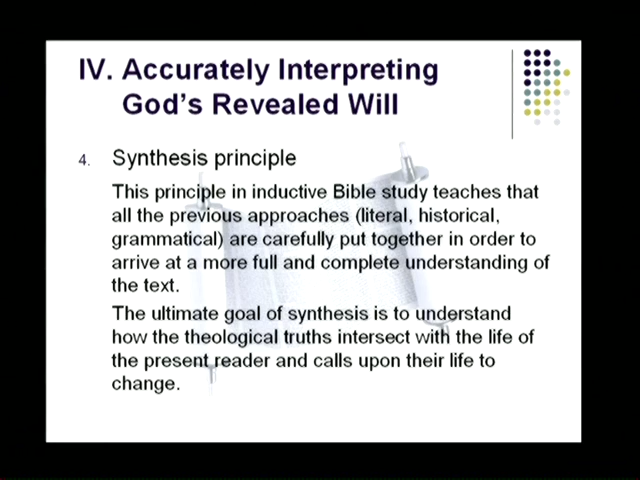 IV. Accurately Interpreting
God's Revealed Will
4. Synthesis principle
This principle in inductive Bible study teaches that
all the previous approaches (literal, historical,
grammatical) are carefully put together in order to
arrive at a more full and complete understanding of
the text.
The ultimate goal of synthesis is to understand
how the theological truths intersect with the life of
the present reader and calls upon their life to
change.